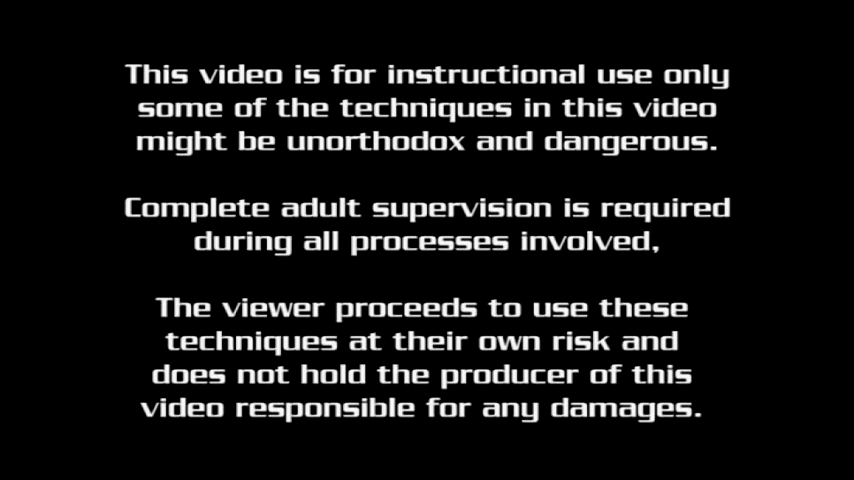 This video is for instructional use only
some of the techniques in this video
might be unorthodox and dangerous.
Complete adult supervision is required
during all processes involved,
The viewer proceeds to use these
techniques at their own risk and
does not hold the producer of this
video responsible for any damages.